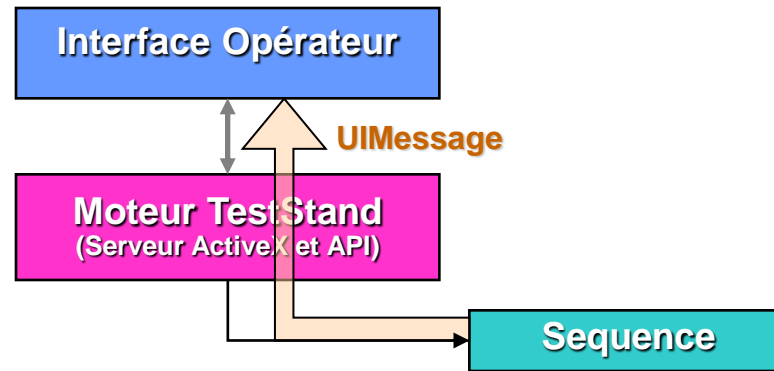 Interface Opérateur
UIMessage
Moteur TestStand
(Serveur ActiveX et API)
Sequence